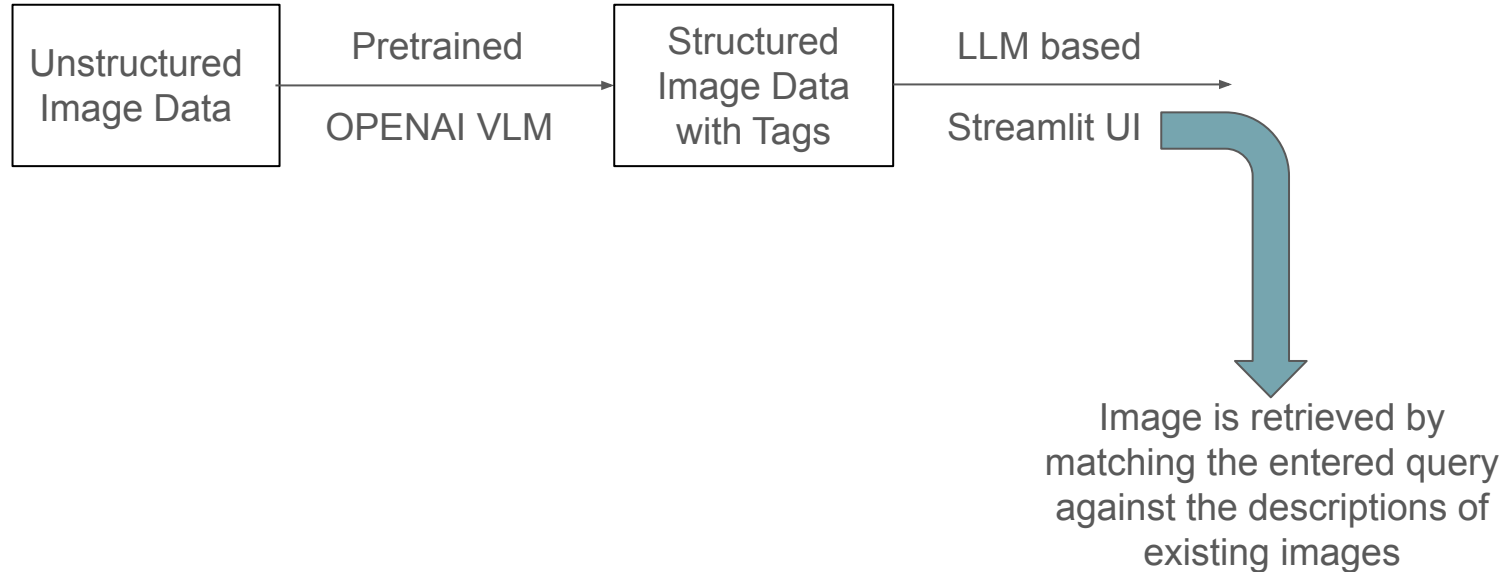 Unstructured
Image Data
Pretrained
OPENAI VLM
Structured
Image Data
with Tags
LLM based
Streamlit UI
Image is retrieved by
matching the entered query
against the descriptions of
existing images